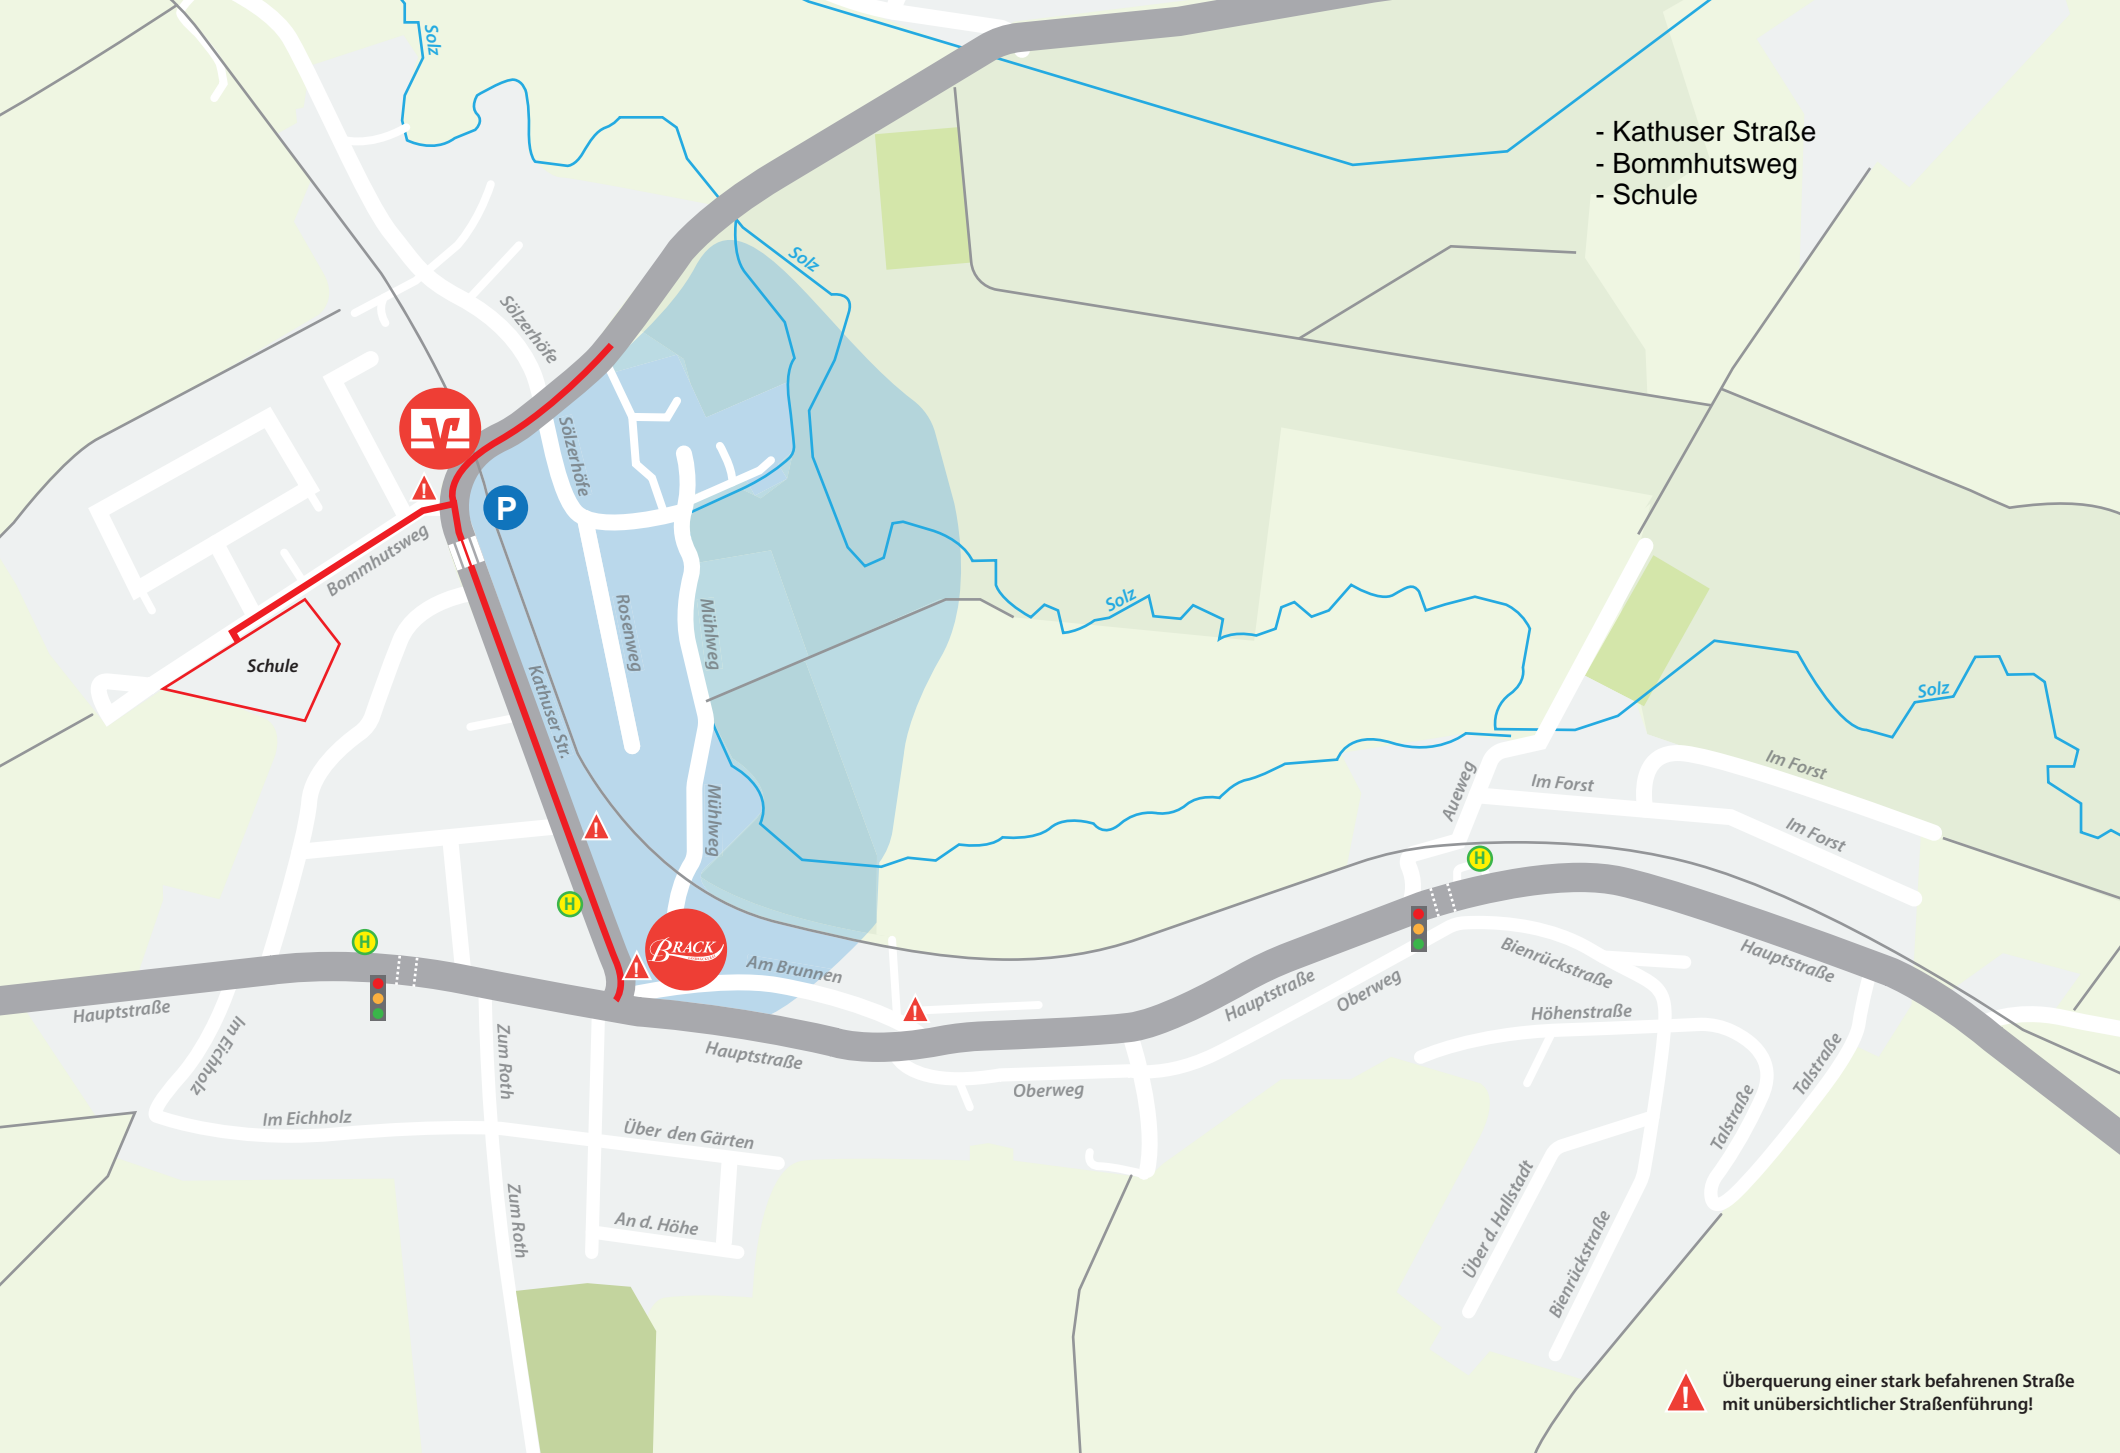 Solz
- Kathuser Straße
- Bommhutsweg
- Schule
Solz
Sölzerhöfe
Sölzerhöfe
P
Bommhutsweg
Rosenweg
Mühlweg
Solz
Schule
Kathuser Str.
Solz
Mühlweg
Aueweg
Im Forst
Im Forst
Im Forst
H
H
H
BRACK
Am Brunnen
Bienrückstraße
Hauptstraße
Hauptstraße
Hauptstraße
Oberweg
Höhenstraße
Im Eichholz
Zum Roth
Hauptstraße
Oberweg
Talstraße
Talstraße
Im Eichholz
Über den Gärten
Zum Roth
An d. Höhe
Über d. Hallstadt
Bienrückstraße
Überquerung einer stark befahrenen Straße
mit unübersichtlicher Straßenführung!